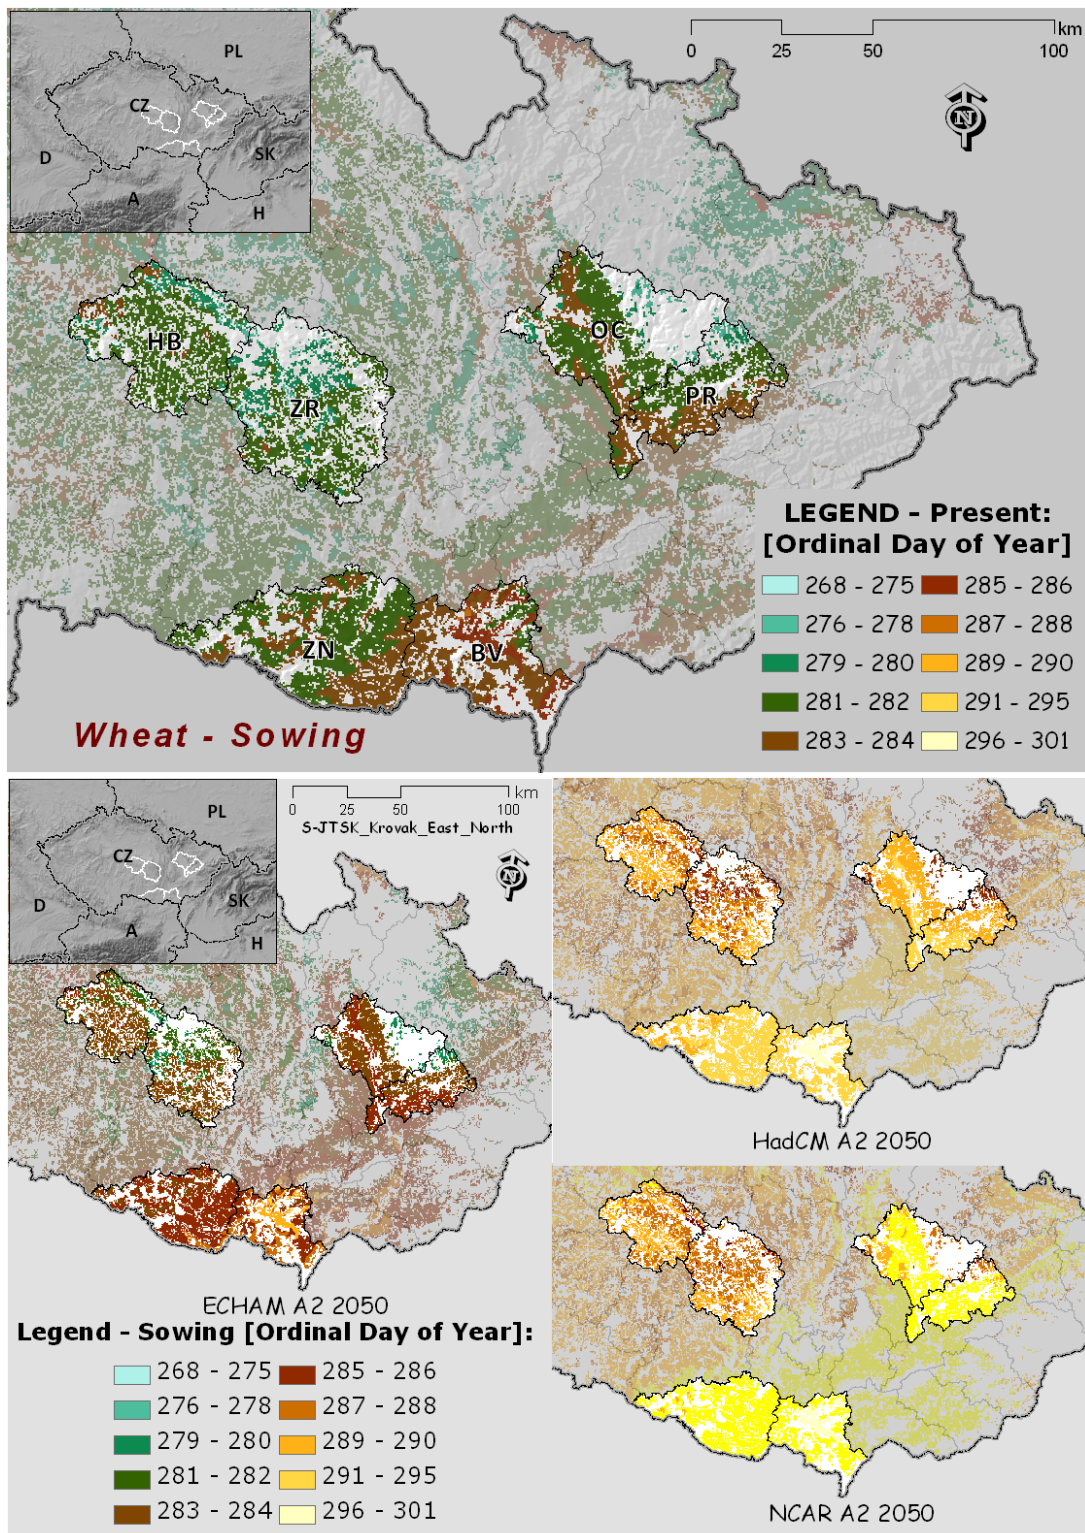 PL
CZ
D
SK
A
H
km
0 25 50 100
N
HB
ZR
OC
PR
ZN
BV
Wheat - Sowing
LEGEND - Present:
[Ordinal Day of Year]
268 - 275 285 - 286
276 - 278 287 - 288
279 - 280 289 - 290
281 - 282 291 - 295
283 - 284 296 - 301
PL
CZ
D
SK
A
H
km
0 25 50 100
S-JTSK_Krovak_East_North
N
ECHAM A2 2050
HadCM A2 2050
NCAR A2 2050
Legend - Sowing [Ordinal Day of Year]:
268 - 275 285 - 286
276 - 278 287 - 288
279 - 280 289 - 290
281 - 282 291 - 295
283 - 284 296 - 301